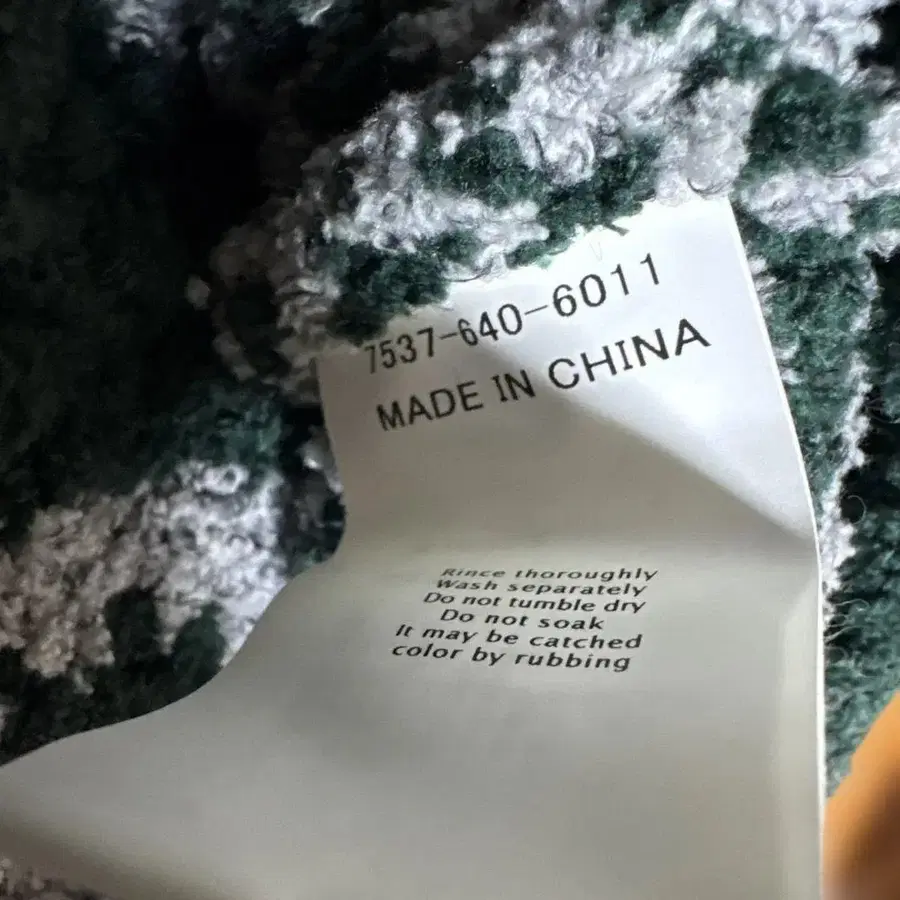 7537-640-6011
MADE IN CHINA
Rince thoroughly
Wash separately
Do not tumble dry
Do not soak
It may be catched
color by rubbing